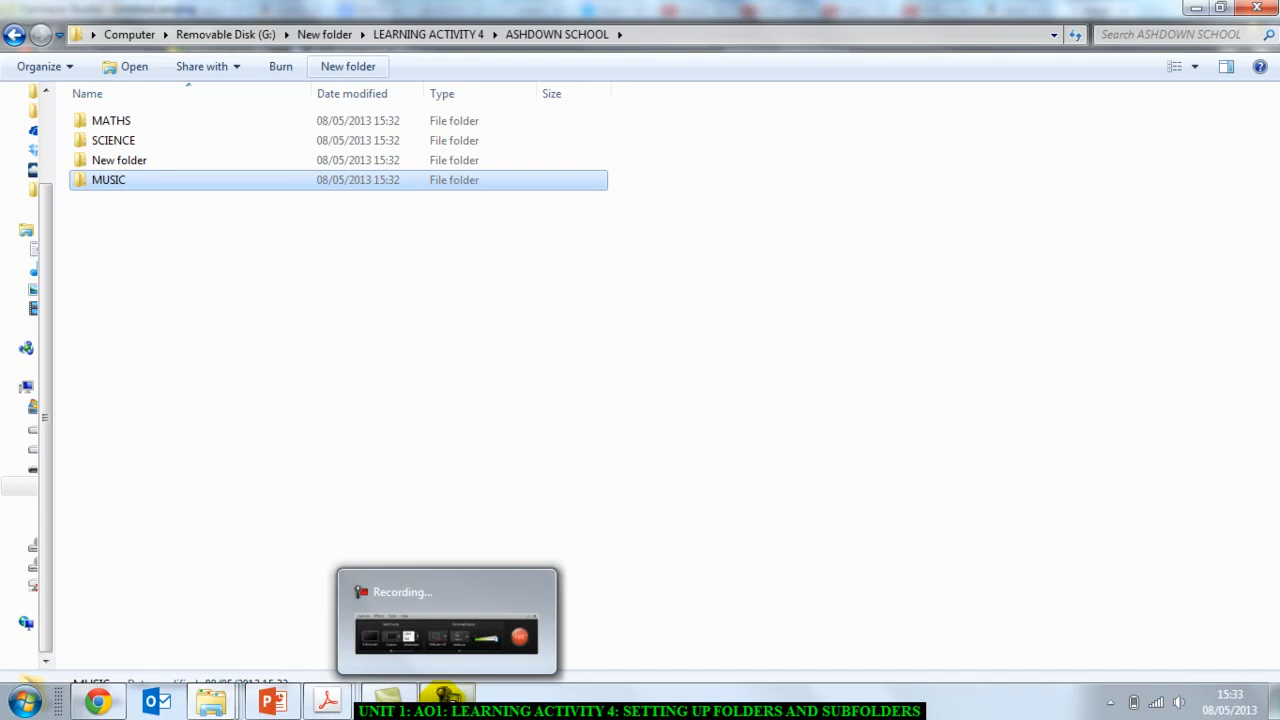 Computer Removable Disk (G:) New folder LEARNING ACTIVITY 4 ASHDOWN SCHOOL Search ASHDOWN SCHOOL
Organize Open Share with Burn New folder
Name Date modified Type Size
MATHS 08/05/2013 15:32 File folder
SCIENCE 08/05/2013 15:32 File folder
New folder 08/05/2013 15:32 File folder
MUSIC 08/05/2013 15:32 File folder
Recording...
15:33
08/05/2013
UNIT 1: AO1: LEARNING ACTIVITY 4: SETTING UP FOLDERS AND SUBFOLDERS